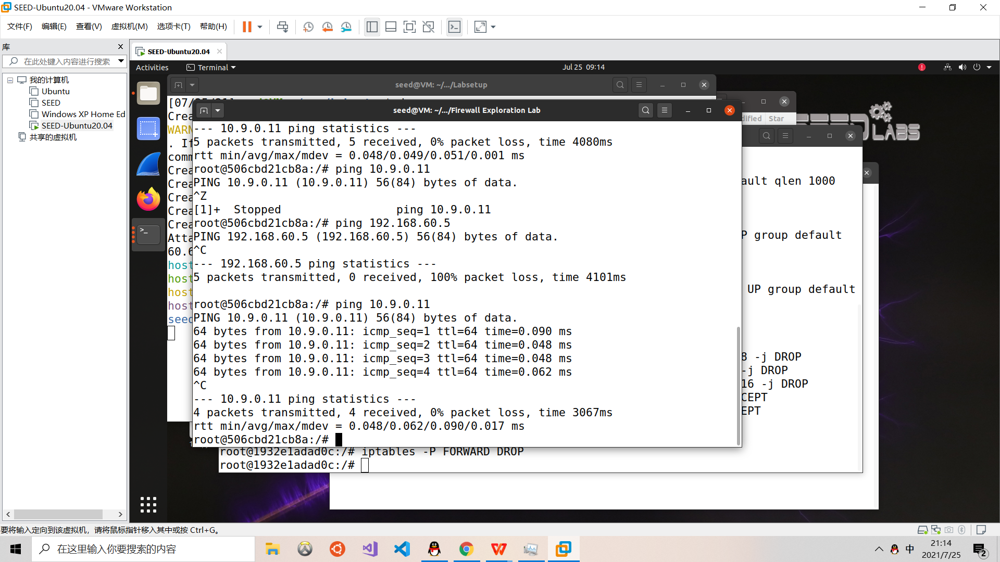 SEED-Ubuntu20.04 - VMware Workstation
文件(F) 编辑(E) 查看(V) 虚拟机(M) 选项卡(T) 帮助(H)
库
在此处键入内容进行搜索
我的计算机
Ubuntu
SEED
Windows XP Home Ed
SEED-Ubuntu20.04
共享的虚拟机
SEED-Ubuntu20.04
Activities
Terminal
Jul 25 09:14
seed@VM: ~/.../Labsetup
Crea
WARN
. If
comm
Crea
Crea
Crea
Crea
Crea
Atta
60.6
host
host
host
host
seed
seed@VM: ~/.../Firewall Exploration Lab
--- 10.9.0.11 ping statistics ---
5 packets transmitted, 5 received, 0% packet loss, time 4080ms
rtt min/avg/max/mdev = 0.048/0.049/0.051/0.001 ms
root@506cbd21cb8a:/# ping 10.9.0.11
PING 10.9.0.11 (10.9.0.11) 56(84) bytes of data.
^Z
[1]+  Stopped                 ping 10.9.0.11
root@506cbd21cb8a:/# ping 192.168.60.5
PING 192.168.60.5 (192.168.60.5) 56(84) bytes of data.
^C
--- 192.168.60.5 ping statistics ---
5 packets transmitted, 0 received, 100% packet loss, time 4101ms
root@506cbd21cb8a:/# ping 10.9.0.11
PING 10.9.0.11 (10.9.0.11) 56(84) bytes of data.
64 bytes from 10.9.0.11: icmp_seq=1 ttl=64 time=0.090 ms
64 bytes from 10.9.0.11: icmp_seq=2 ttl=64 time=0.048 ms
64 bytes from 10.9.0.11: icmp_seq=3 ttl=64 time=0.048 ms
64 bytes from 10.9.0.11: icmp_seq=4 ttl=64 time=0.062 ms
^C
--- 10.9.0.11 ping statistics ---
4 packets transmitted, 4 received, 0% packet loss, time 3067ms
rtt min/avg/max/mdev = 0.048/0.062/0.090/0.017 ms
root@506cbd21cb8a:/#
dified Star
LABS
ault qlen 1000
P group default
UP group default
8 -j DROP
-j DROP
16 -j DROP
CEPT
EPT
root@1932e1adad0c:/# iptables -P FORWARD DROP
root@1932e1adad0c:/#
要将输入定向到该虚拟机，请将鼠标指针移入其中或按 Ctrl+G。
在这里输入你要搜索的内容
中
21:14
2021/7/25
2